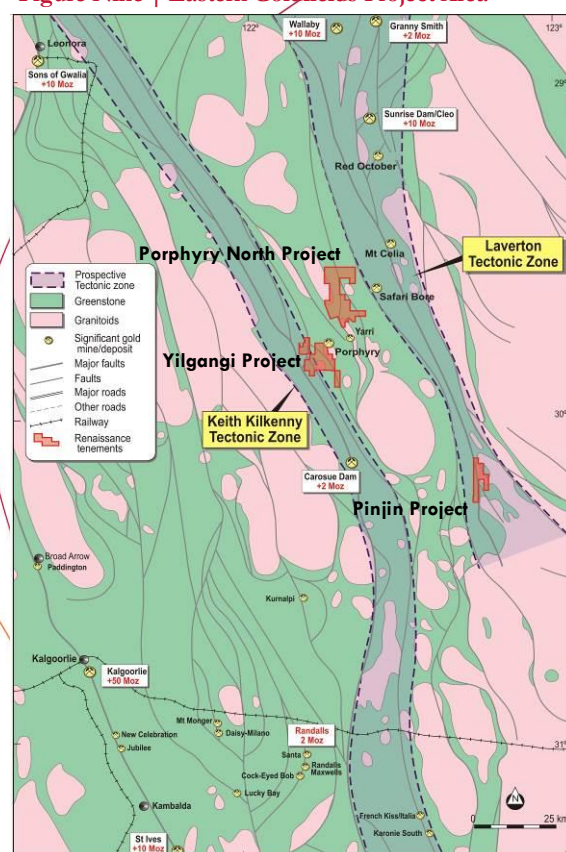 Figure Nine | Eastern Goldfields Project Area
122°
123°
Leonora
Sons of Gwalia
+10 Moz
Wallaby
+10 Moz
Granny Smith
+2 Moz
29°
Sunrise Dam/Cleo
+10 Moz
Red October
Mt Celia
Laverton
Tectonic Zone
Porphyry North Project
Safari Bore
Yarri
Porphyry
Yilgangi Project
Keith Kilkenny
Tectonic Zone
Prospective
Tectonic zone
Greenstone
Granitoids
Significant gold
mine/deposit
Major faults
Faults
Major roads
Other roads
Railway
Renaissance
tenements
30°
Carosue Dam
+2 Moz
Pinjin Project
Broad Arrow
Paddington
Kurnalpi
Kalgoorlie
Kalgoorlie
+50 Moz
Mt Monger
Daisy-Milano
New Celebration
Jubilee
Randalls
2 Moz
Santa
Randalls
Maxwells
Cock-Eyed Bob
Lucky Bay
31°
Kambalda
St Ives
+10 Moz
French Kiss/Italia
Karonie South
N
0 25 km